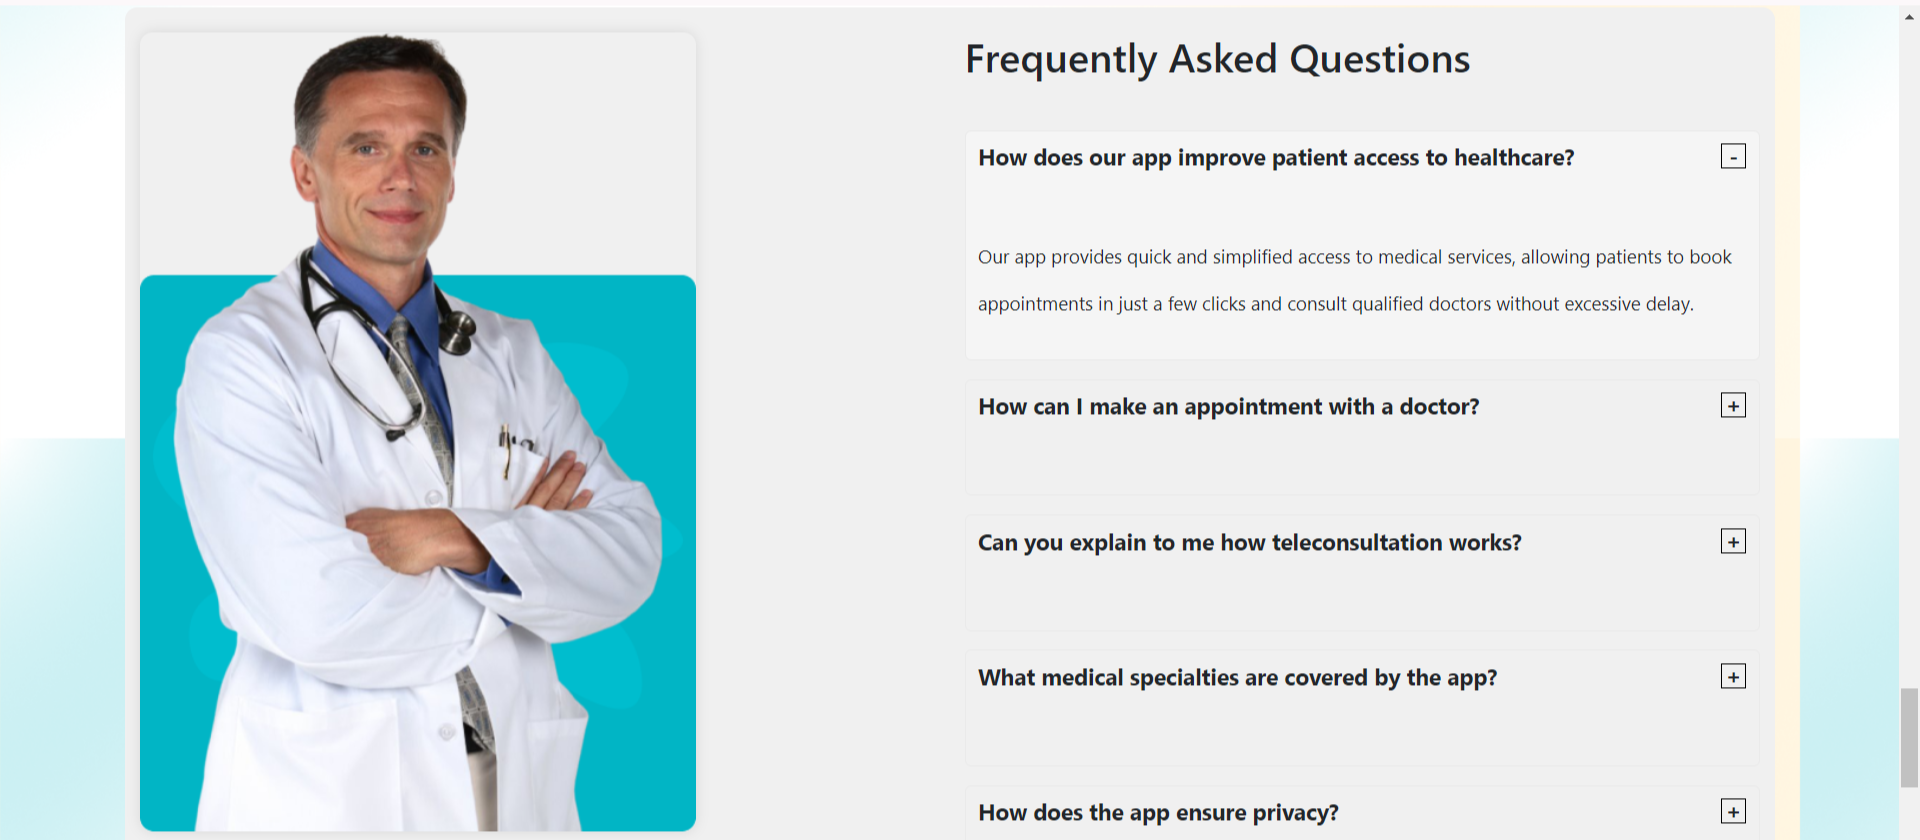 Frequently Asked Questions
How does our app improve patient access to healthcare?
-
Our app provides quick and simplified access to medical services, allowing patients to book
appointments in just a few clicks and consult qualified doctors without excessive delay.
How can I make an appointment with a doctor?
+
Can you explain to me how teleconsultation works?
+
What medical specialties are covered by the app?
+
How does the app ensure privacy?
+